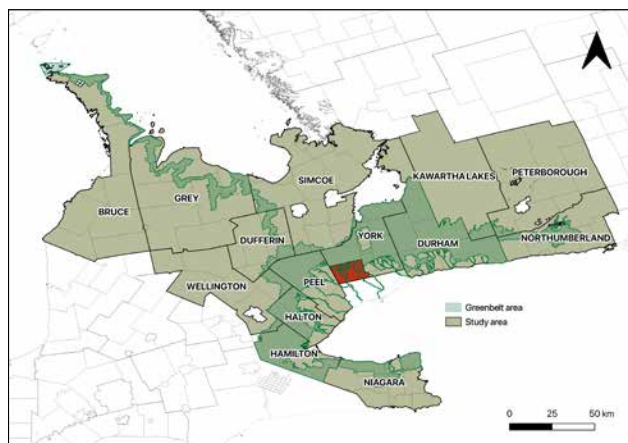 KAWARTHA LAKES
PETERBOROUGH
SIMCOE
GREY
BRUCE
YORK
DUFFERIN
DURHAM
NORTHUMBERLAND
WELLINGTON
PEEL
HALTON
Greenbelt area
Study area
HAMILTON
NIAGARA
0 25 50 km